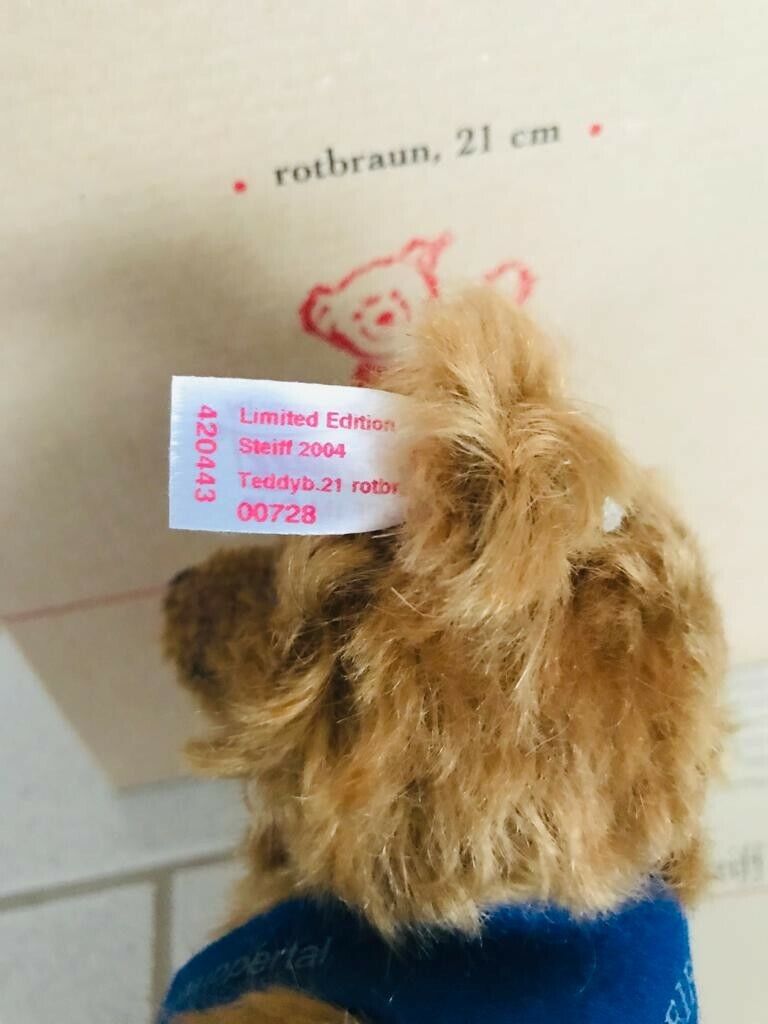 • rotbraun, 21 cm •
420443
Limited Edition
Steiff 2004
Teddyb.21 rotbr
00728